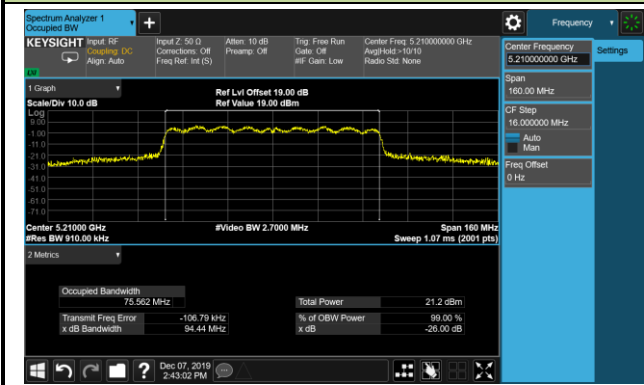 Spectrum Analyzer 1
Occupied BW
Frequency
KEYSIGHT
Input: RF
Coupling: DC
Align: Auto
Input Z: 50 Ω
Corrections: Off
Freq Ref: Int (S)
Atten: 10 dB
Preamp: Off
Trig: Free Run
Gate: Off
#IF Gain: Low
Center Freq: 5.210000000 GHz
Avg|Hold:>10/10
Radio Std: None
Center Frequency
5.210000000 GHz
Settings
Span
160.00 MHz
CF Step
16.000000 MHz
Auto
Man
Freq Offset
0 Hz
1 Graph
Scale/Div 10.0 dB
Ref Lvl Offset 19.00 dB
Ref Value 19.00 dBm
Log
9.00
-1.00
-11.0
-21.0
-31.0
-41.0
-51.0
-61.0
-71.0
Center 5.21000 GHz
#Res BW 910.00 kHz
#Video BW 2.7000 MHz
Span 160 MHz
Sweep 1.07 ms (2001 pts)
2 Metrics
Occupied Bandwidth
75.562 MHz
Transmit Freq Error -106.79 kHz
x dB Bandwidth 94.44 MHz
Total Power 21.2 dBm
% of OBW Power 99.00 %
x dB -26.00 dB
?
Dec 07, 2019
2:43:02 PM